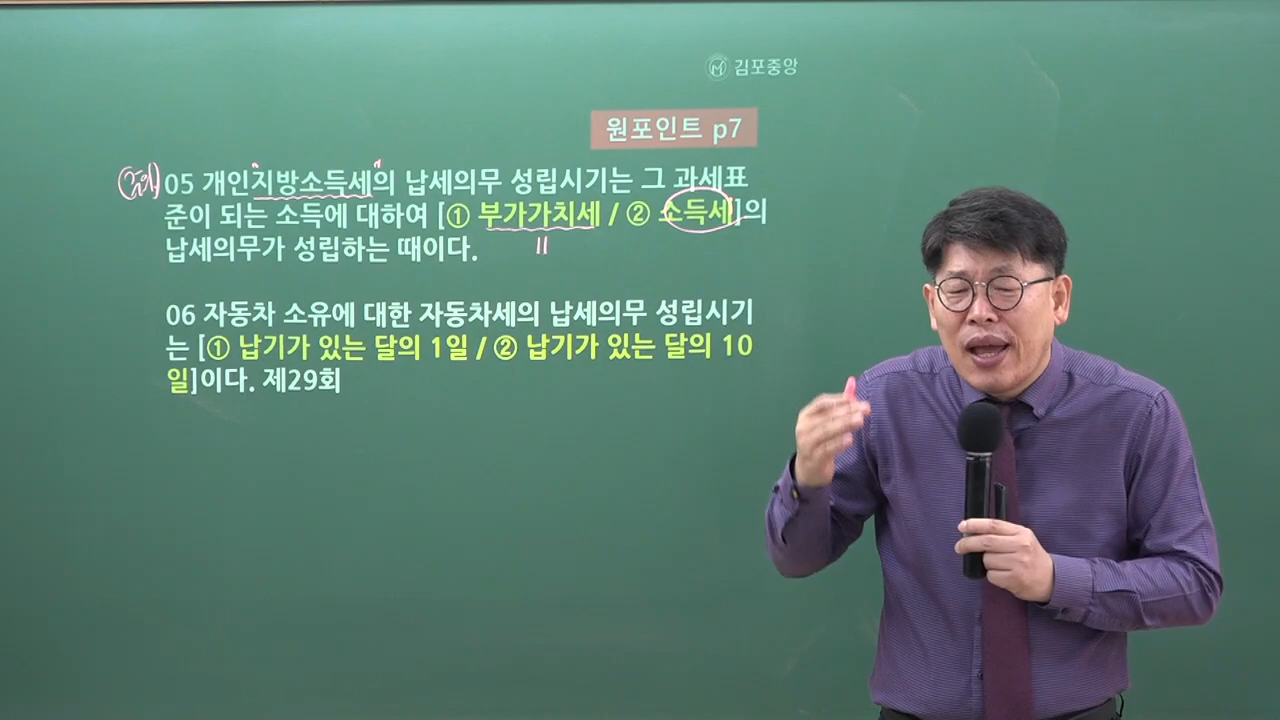 김포중앙
원포인트 p7
05 개인지방소득세의 납세의무 성립시기는 그 과세표
준이 되는 소득에 대하여 [① 부가가치세 / ② 소득세]의
납세의무가 성립하는 때이다.
06 자동차 소유에 대한 자동차세의 납세의무 성립시기
는 [① 납기가 있는 달의 1일 / ② 납기가 있는 달의 10
일]이다. 제29회